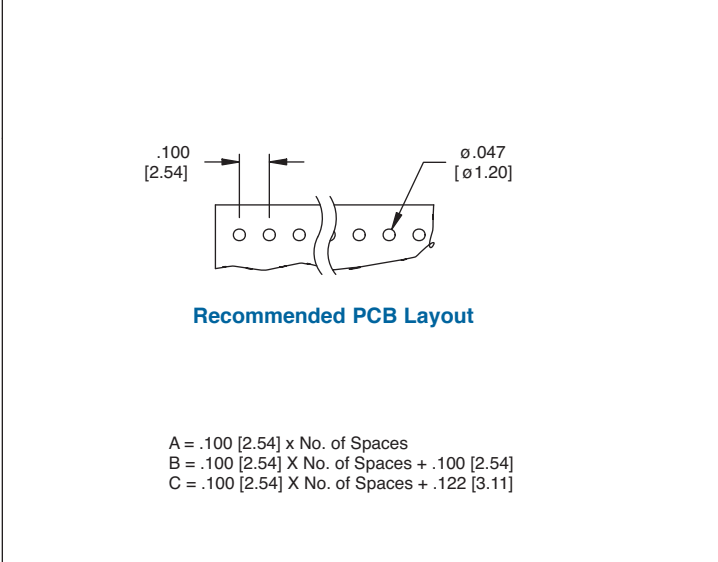 .100
[2.54]
ø.047
[ø1.20]
Recommended PCB Layout
A = .100 [2.54] x No. of Spaces
B = .100 [2.54] X No. of Spaces + .100 [2.54]
C = .100 [2.54] X No. of Spaces + .122 [3.11]